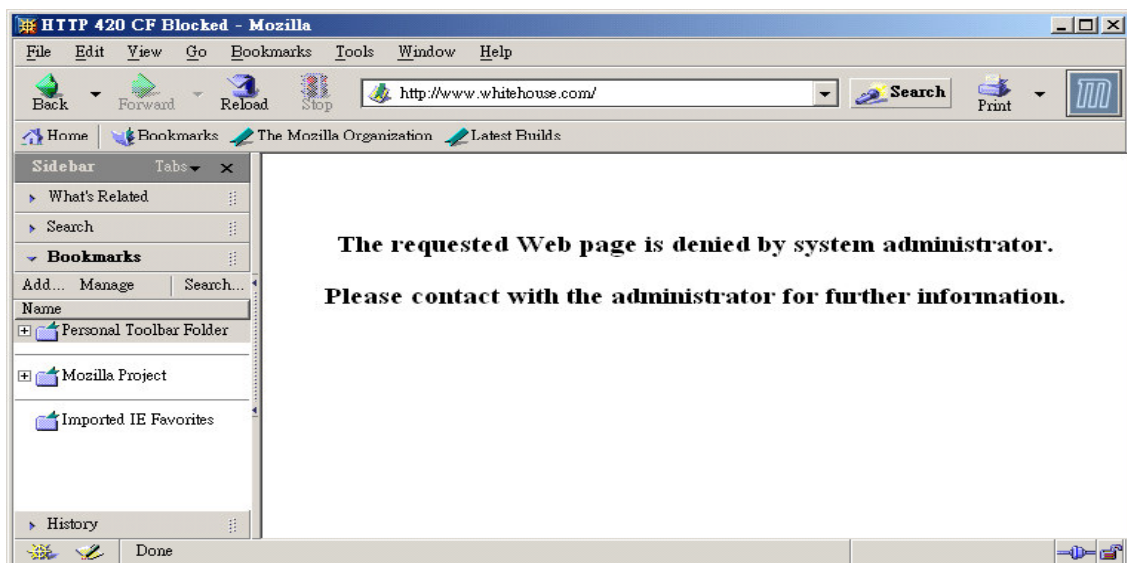 HTTP 420 CF Blocked - Mozilla
File Edit View Go Bookmarks Tools Window Help
Back Forward Reload Stop http://www.whitehouse.com/ Search Print m
Home Bookmarks The Mozilla Organization Latest Builds
Sidebar Tabs
What's Related
Search
Bookmarks
Add... Manage Search...
Name
Personal Toolbar Folder
Mozilla Project
Imported IE Favorites
History
The requested Web page is denied by system administrator.
Please contact with the administrator for further information.
Done